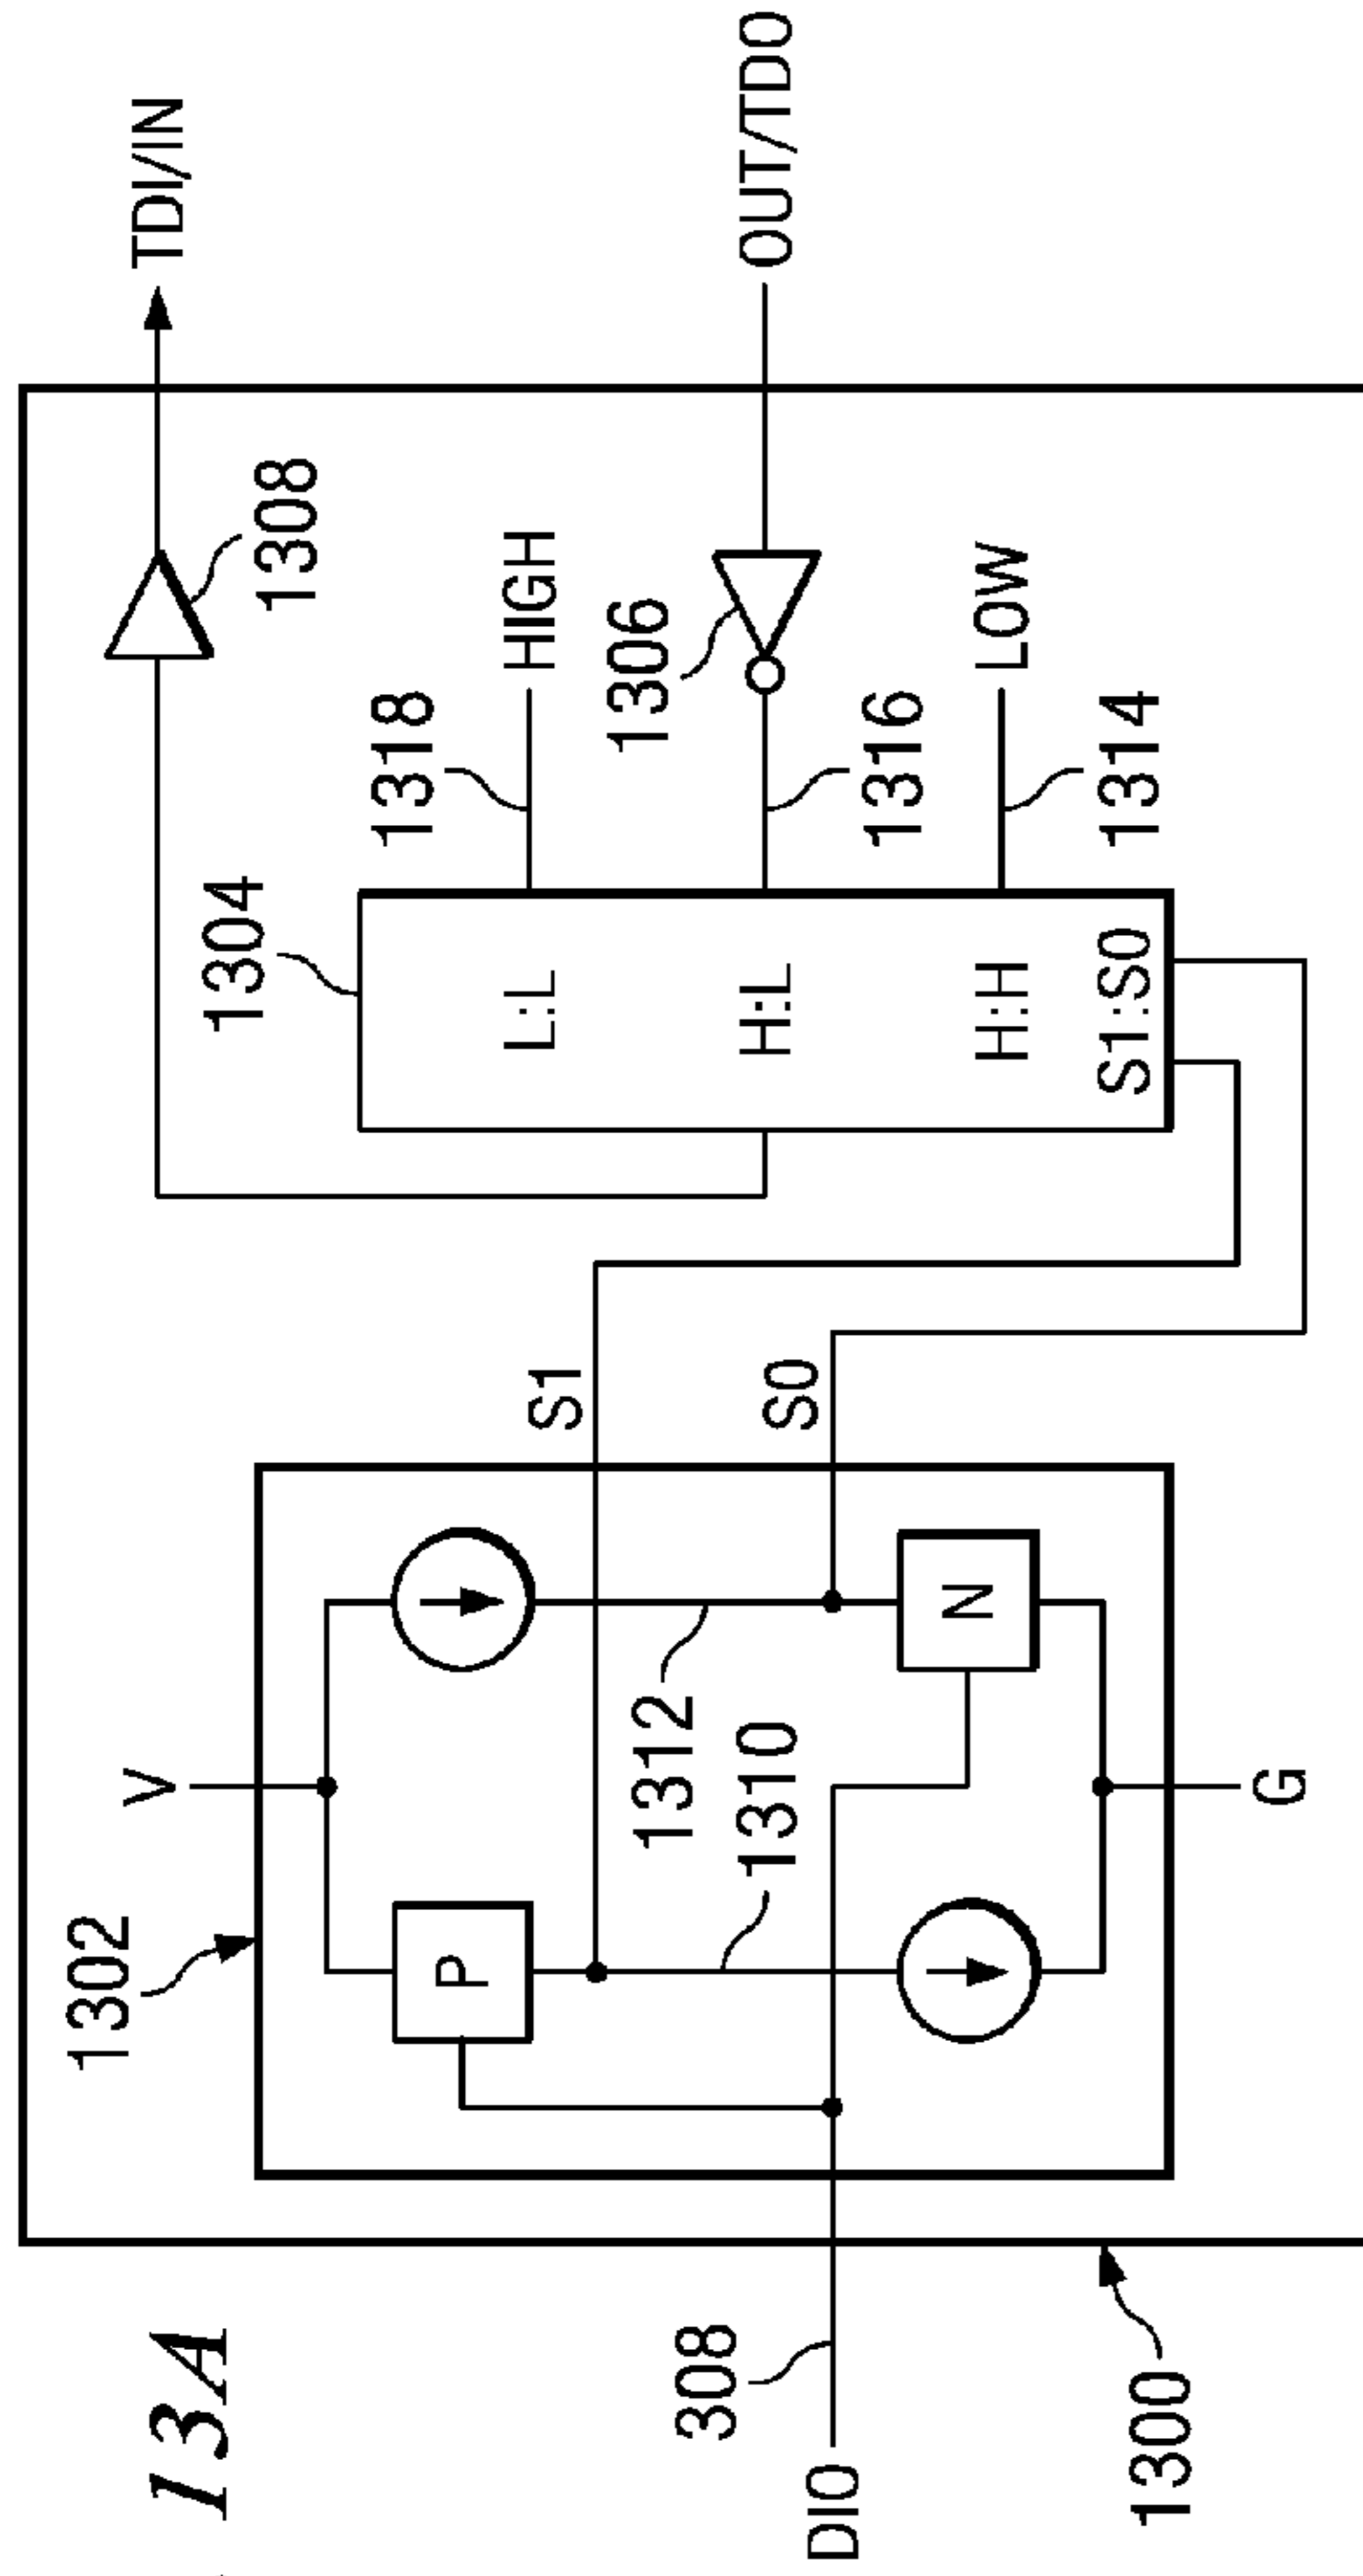 13A
1302
V
1304
1308
TDI/IN
P
1312
1310
N
G
S1
S0
L:L
H:L
H:H
S1:S0
1318
HIGH
1306
1316
LOW
1314
OUT/TDO
308
DIO
1300